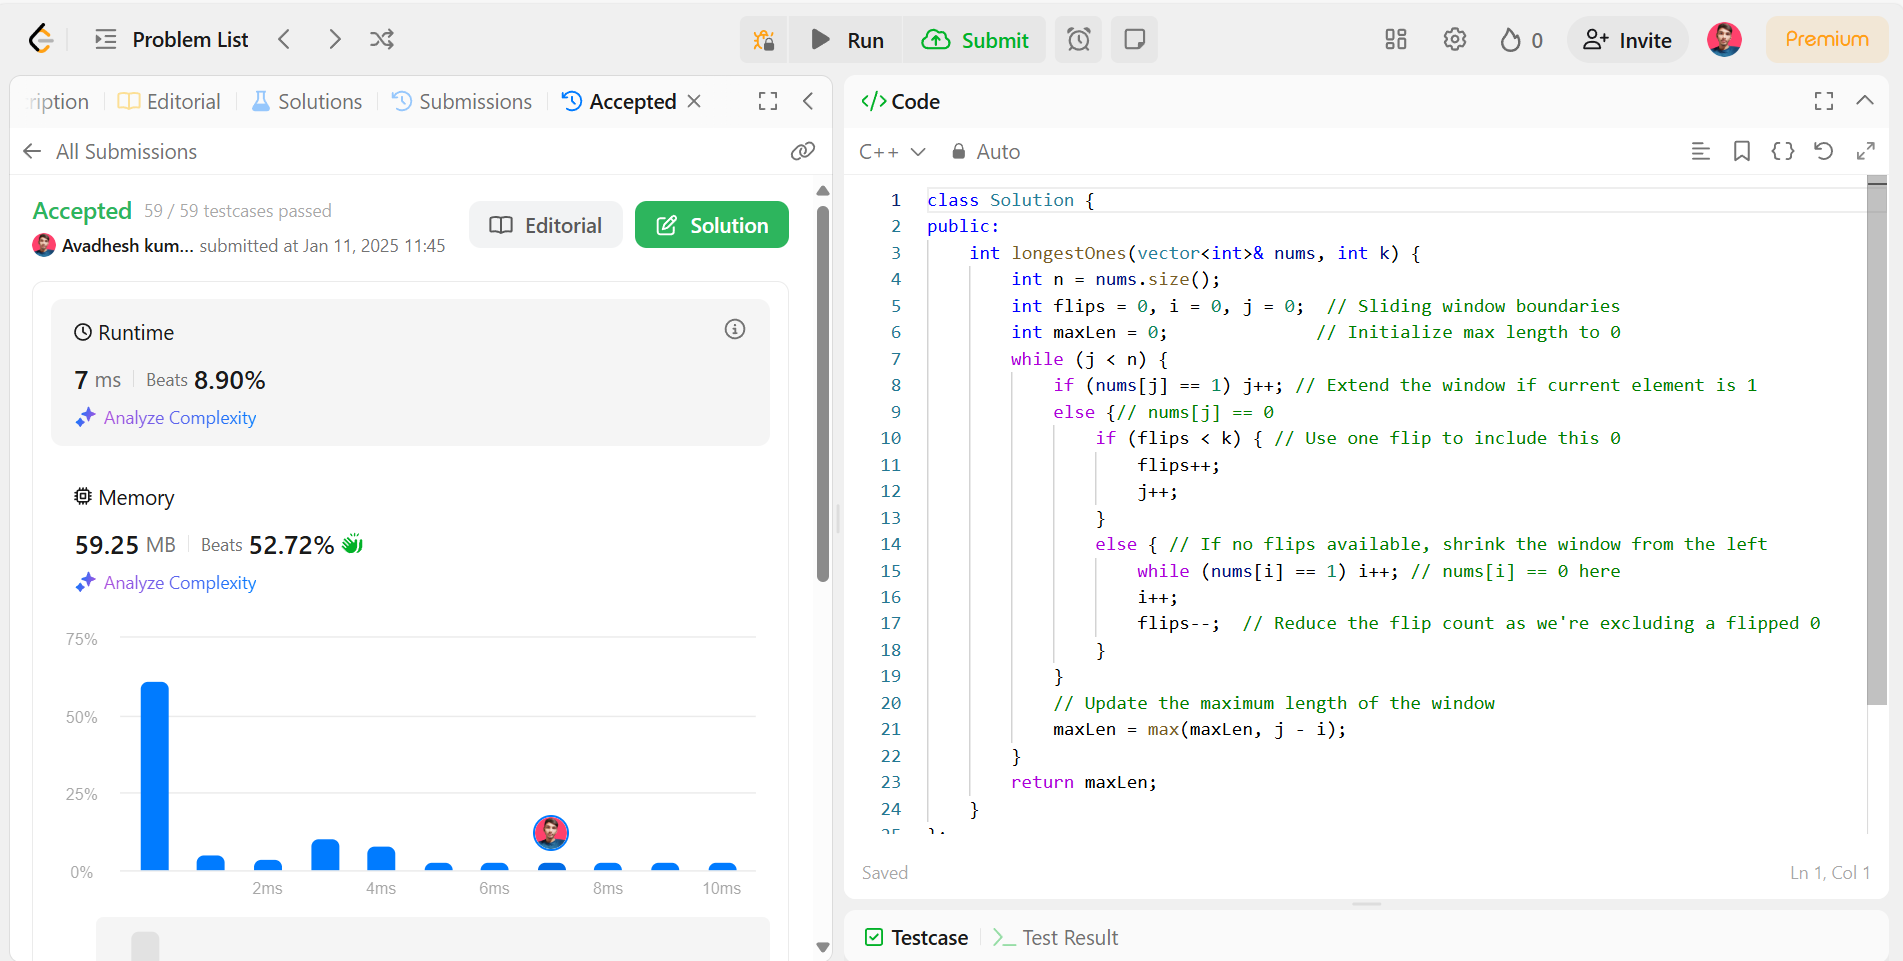 Problem List
Run
Submit
0
Invite
Premium
ription
Editorial
Solutions
Submissions
Accepted
All Submissions
Accepted 59 / 59 testcases passed
Avadhesh kum... submitted at Jan 11, 2025 11:45
Editorial
Solution
Runtime
7 ms Beats 8.90%
Analyze Complexity
Memory
59.25 MB Beats 52.72%
Analyze Complexity
75%
50%
25%
0%
2ms 4ms 6ms 8ms 10ms
</> Code
C++ Auto
1 class Solution {
2 public:
3 int longestOnes(vector<int>& nums, int k) {
4 int n = nums.size();
5 int flips = 0, i = 0, j = 0; // Sliding window boundaries
6 int maxLen = 0; // Initialize max length to 0
7 while (j < n) {
8 if (nums[j] == 1) j++; // Extend the window if current element is 1
9 else {// nums[j] == 0
10 if (flips < k) { // Use one flip to include this 0
11 flips++;
12 j++;
13 }
14 else { // If no flips available, shrink the window from the left
15 while (nums[i] == 1) i++; // nums[i] == 0 here
16 i++;
17 flips--; // Reduce the flip count as we're excluding a flipped 0
18 }
19 }
20 // Update the maximum length of the window
21 maxLen = max(maxLen, j - i);
22 }
23 return maxLen;
24 }
25 };
Saved
Ln 1, Col 1
Testcase
Test Result